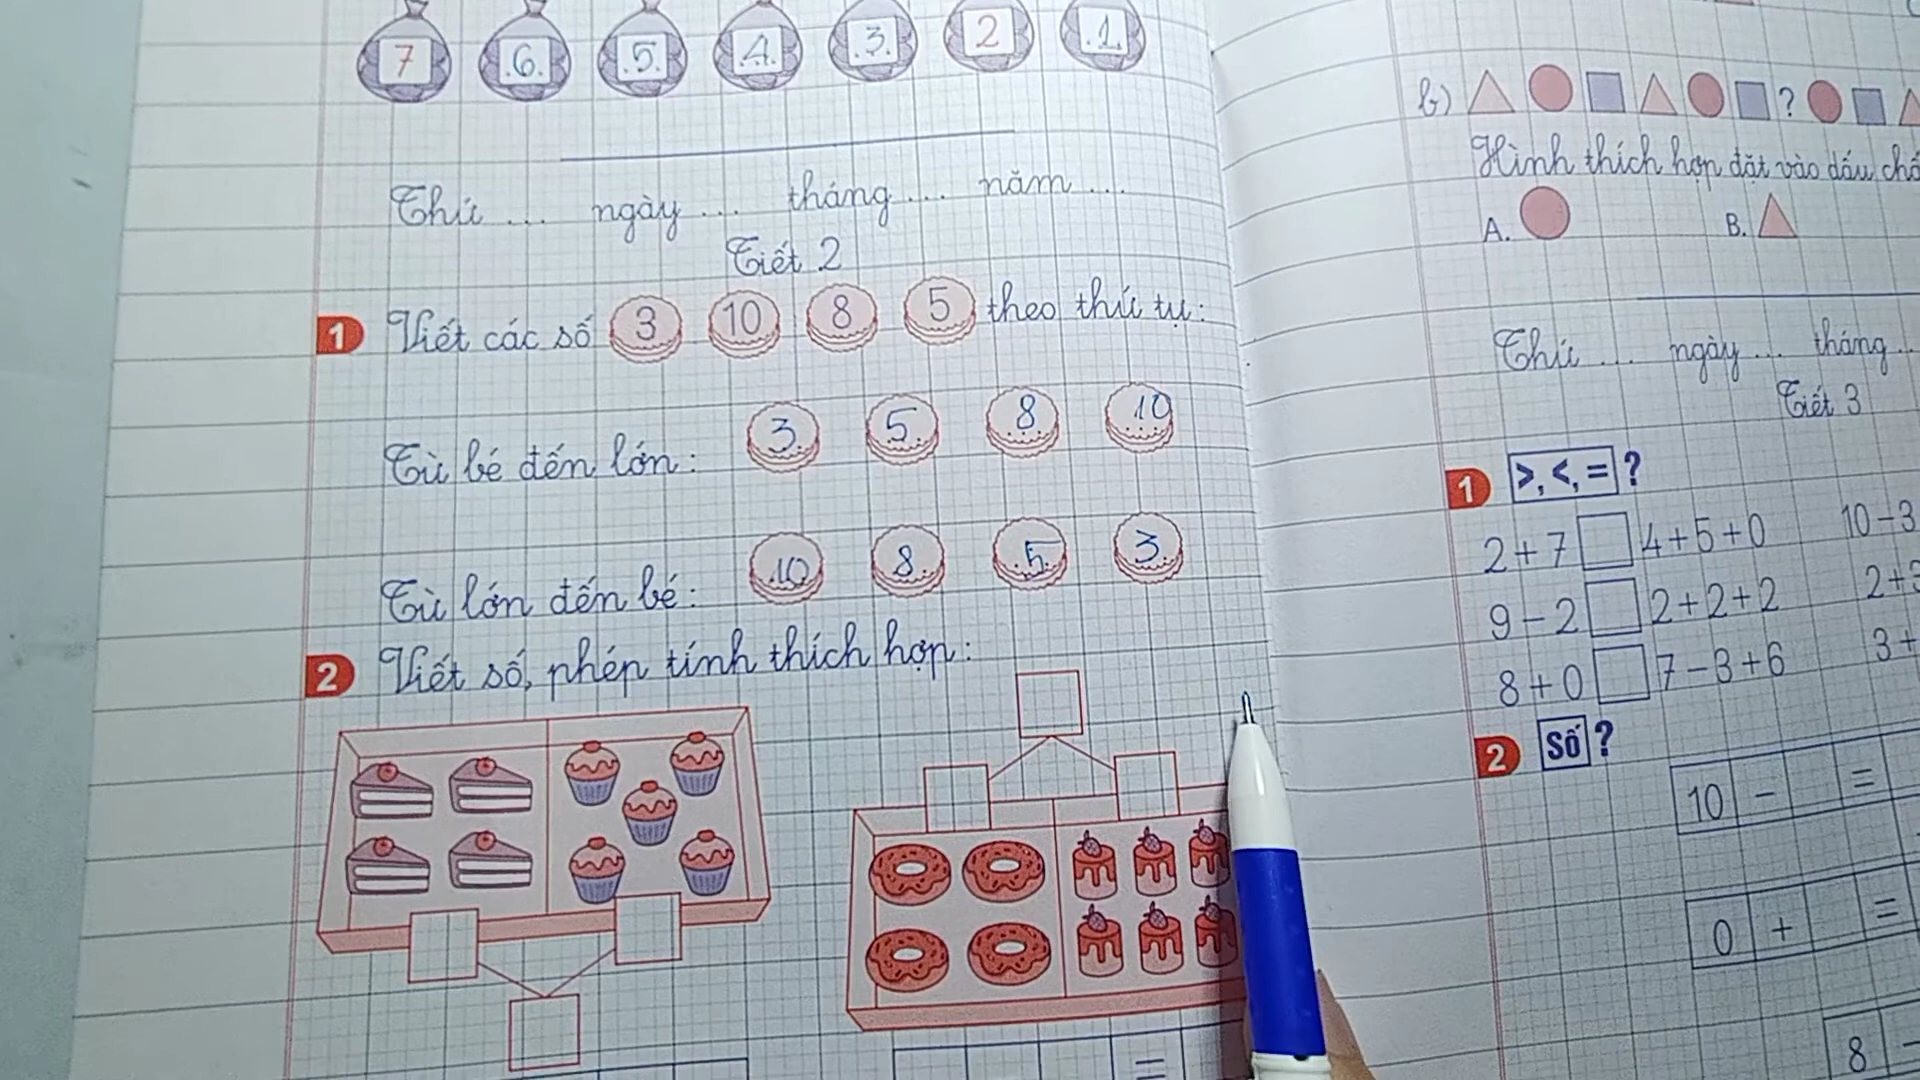 7 .6. .5. .4. .3. 2 .1.
Thứ ... ngày ... tháng ... năm ...
Tiết 2
1 Viết các số 3 10 8 5 theo thứ tự:
Từ bé đến lớn: 3 5 8 10
Từ lớn đến bé: 10 8 5 3
2 Viết số, phép tính thích hợp:
=
b) ?
Hình thích hợp đặt vào dấu
A. B.
Thứ ... ngày ... tháng ...
Tiết 3
1 >, <, = ?
2 + 7 4 + 5 + 0 10 - 3
9 - 2 2 + 2 + 2 2 +
8 + 0 7 - 3 + 6 3 +
2 Số ?
10 - =
0 + =
8 -